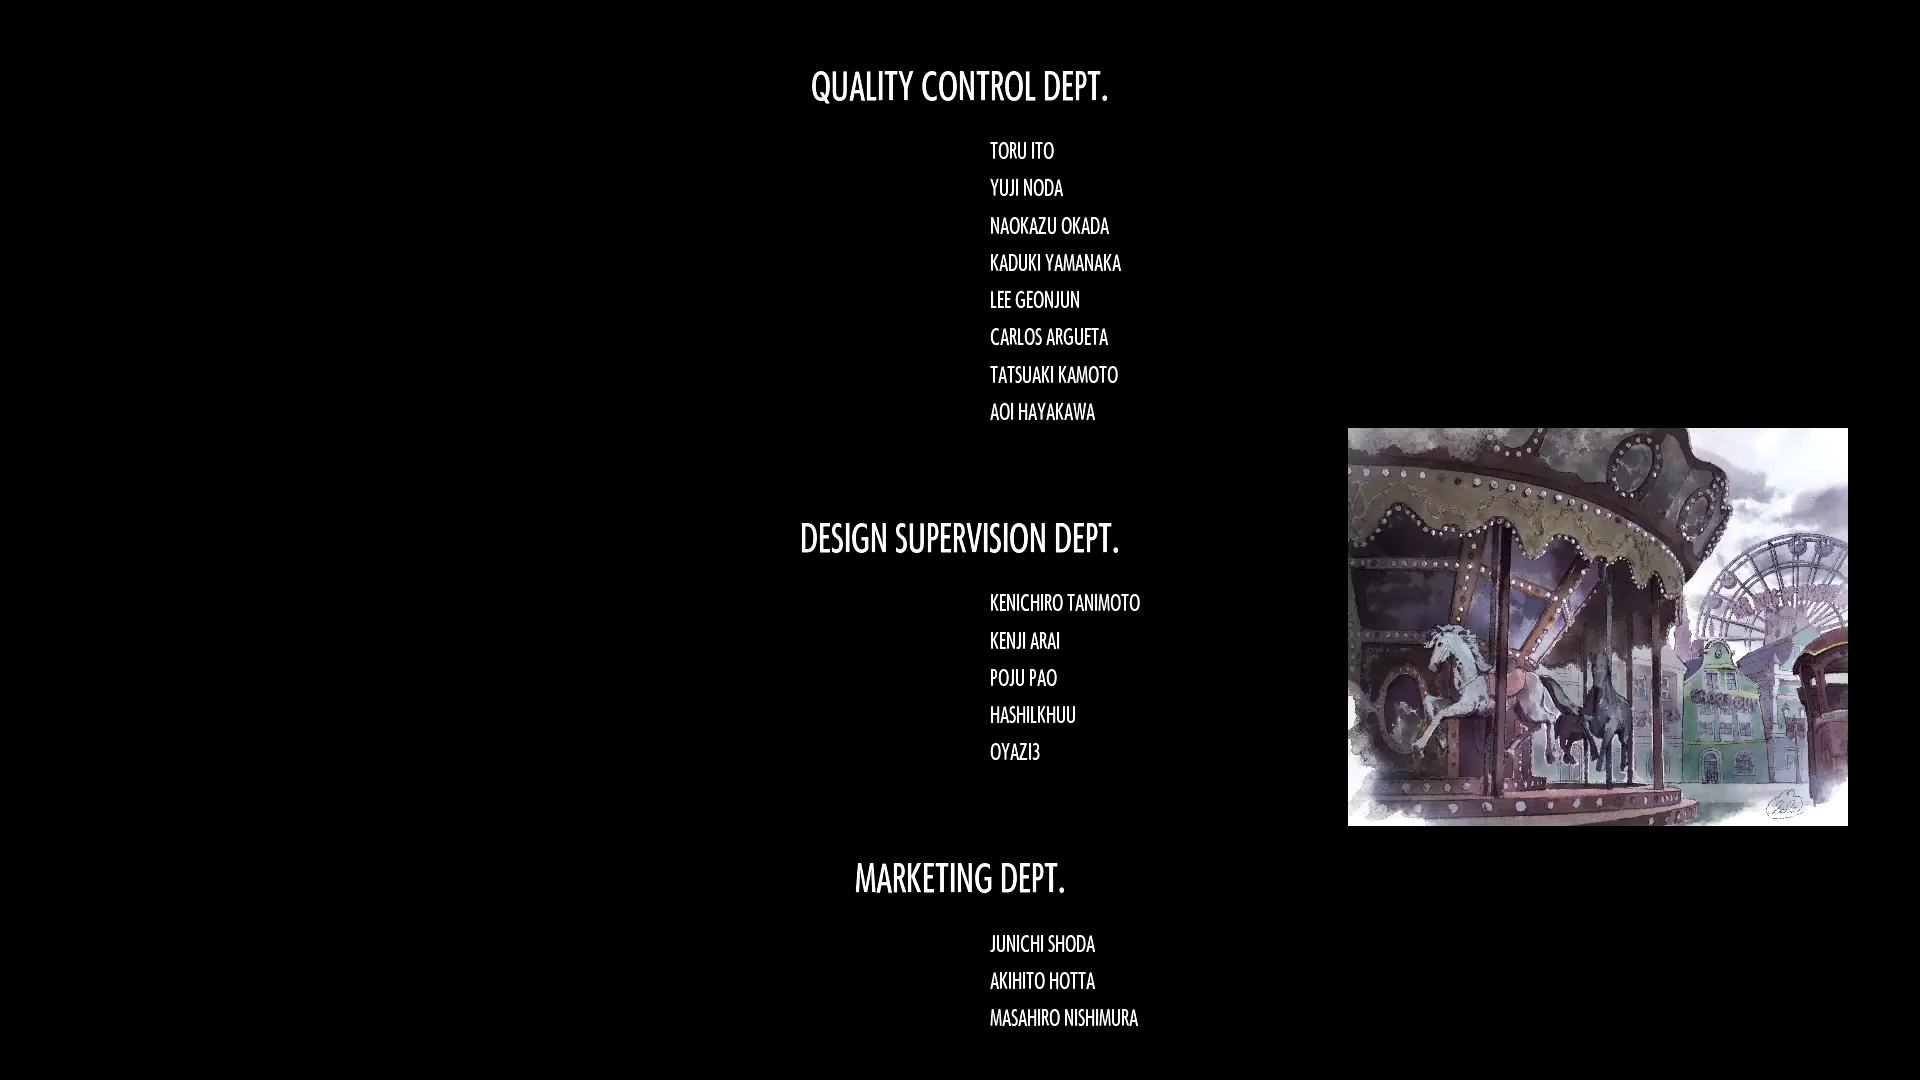 QUALITY CONTROL DEPT.
TORU ITO
YUJI NODA
NAOKAZU OKADA
KADUKI YAMANAKA
LEE GEONJUN
CARLOS ARGUETA
TATSUAKI KAMOTO
AOI HAYAKAWA
DESIGN SUPERVISION DEPT.
KENICHIRO TANIMOTO
KENJI ARAI
POJU PAO
HASHILKHUU
OYAZI3
MARKETING DEPT.
JUNICHI SHODA
AKIHITO HOTTA
MASAHIRO NISHIMURA